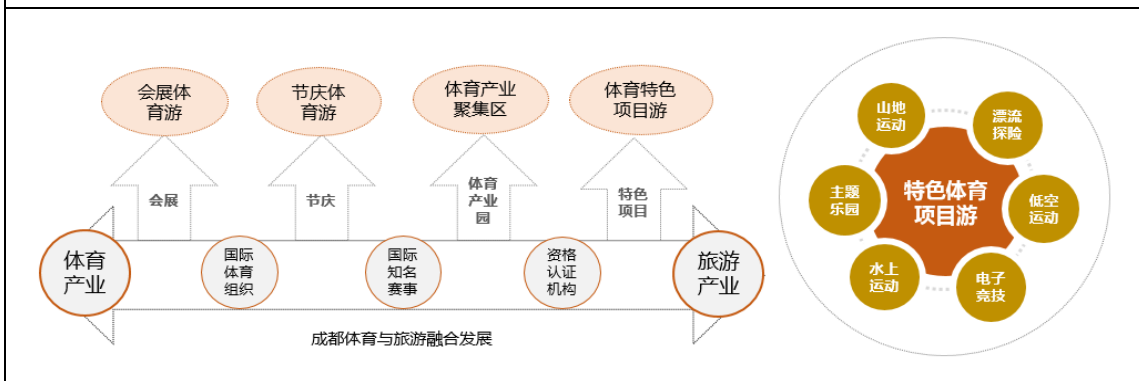 会展体
育游
节庆体
育游
体育产业
聚集区
体育特色
项目游
会展
节庆
体育
产业
园
特色
项目
体育
产业
国际
体育
组织
国际
知名
赛事
资格
认证
机构
旅游
产业
成都体育与旅游融合发展
山地
运动
漂流
探险
主题
乐园
特色体育
项目游
低空
运动
水上
运动
电子
竞技